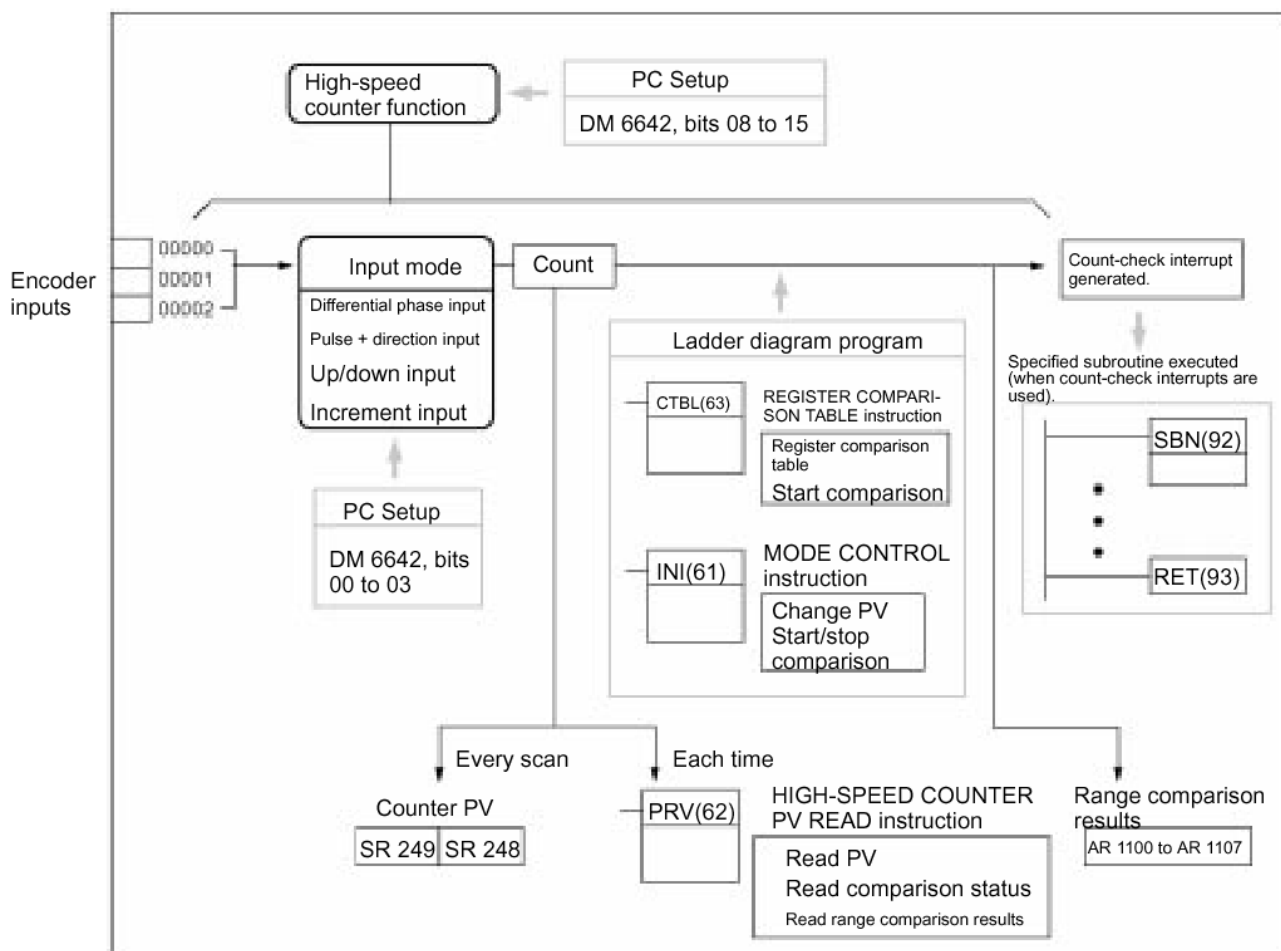 High-speed
counter function
PC Setup
DM 6642, bits 08 to 15
Encoder
inputs
00000
00001
00002
Input mode
Differential phase input
Pulse + direction input
Up/down input
Increment input
Count
Count-check interrupt
generated.
PC Setup
DM 6642, bits
00 to 03
Ladder diagram program
CTBL(63)
REGISTER COMPARI-
SON TABLE instruction
Register comparison
table
Start comparison
INI(61)
MODE CONTROL
instruction
Change PV
Start/stop
comparison
Specified subroutine executed
(when count-check interrupts are
used).
SBN(92)
RET(93)
Every scan
Counter PV
SR 249 SR 248
Each time
PRV(62)
HIGH-SPEED COUNTER
PV READ instruction
Read PV
Read comparison status
Read range comparison results
Range comparison
results
AR 1100 to AR 1107